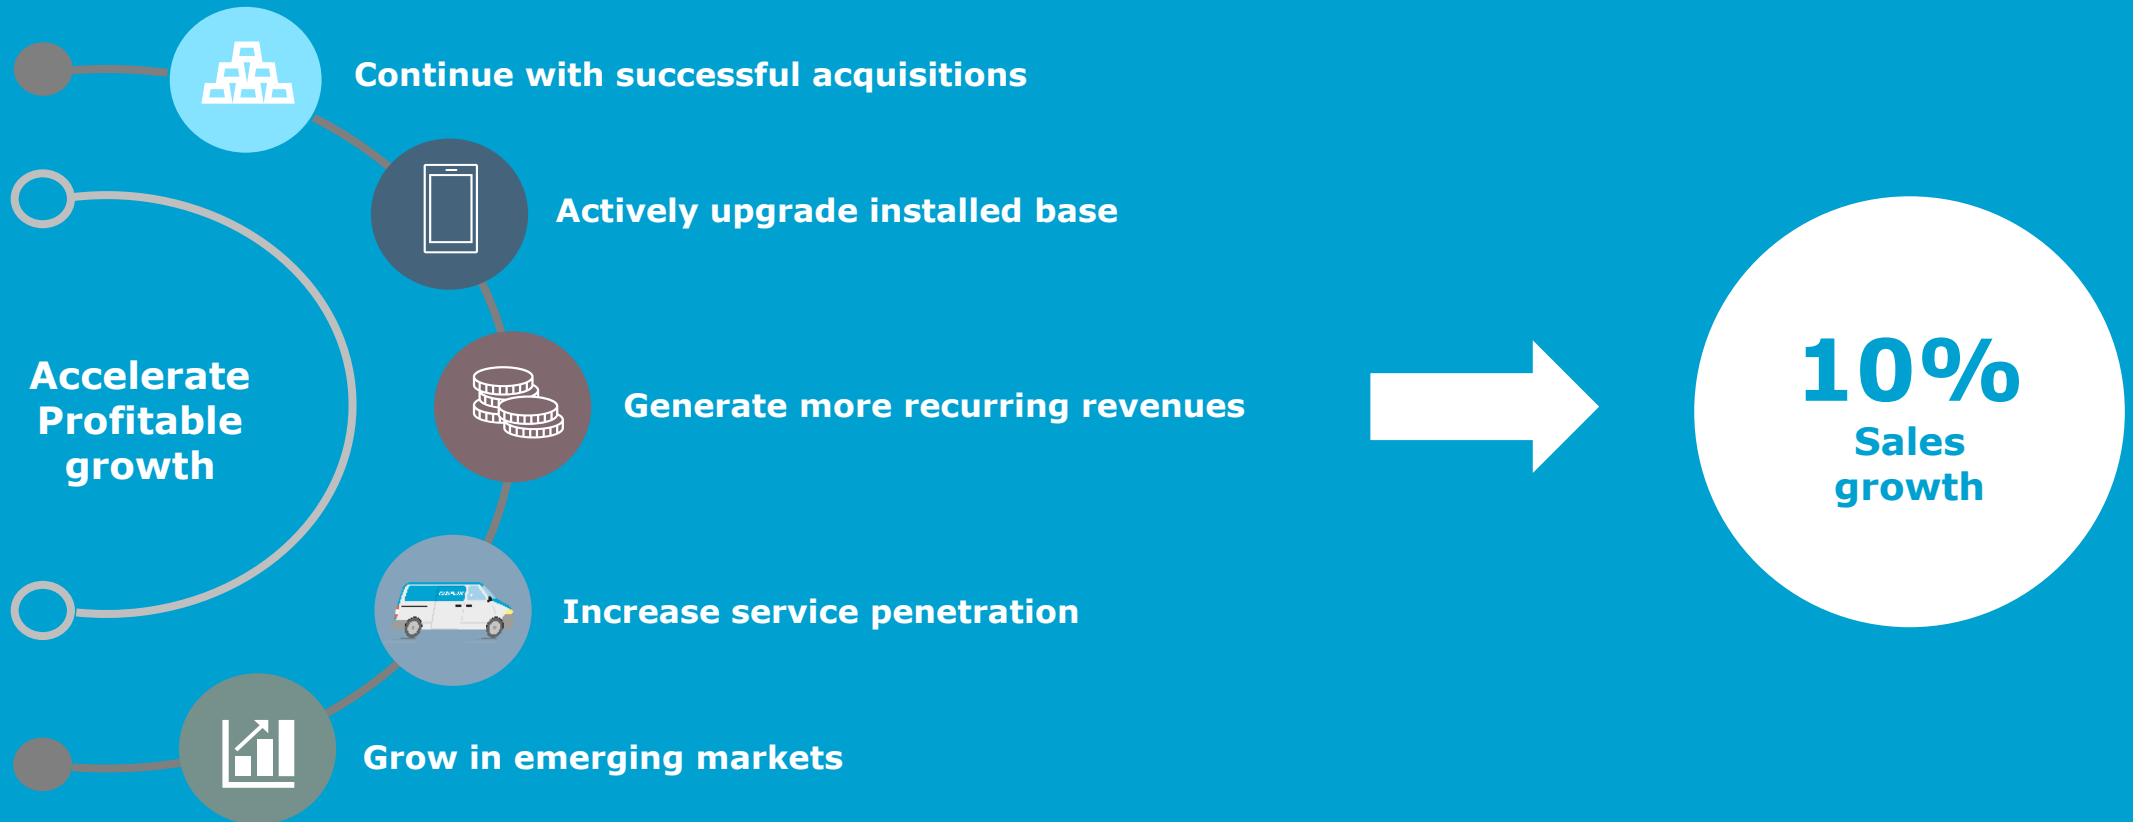 Continue with successful acquisitions
Actively upgrade installed base
Accelerate
Profitable
growth
Generate more recurring revenues
Increase service penetration
Grow in emerging markets
10%
Sales
growth